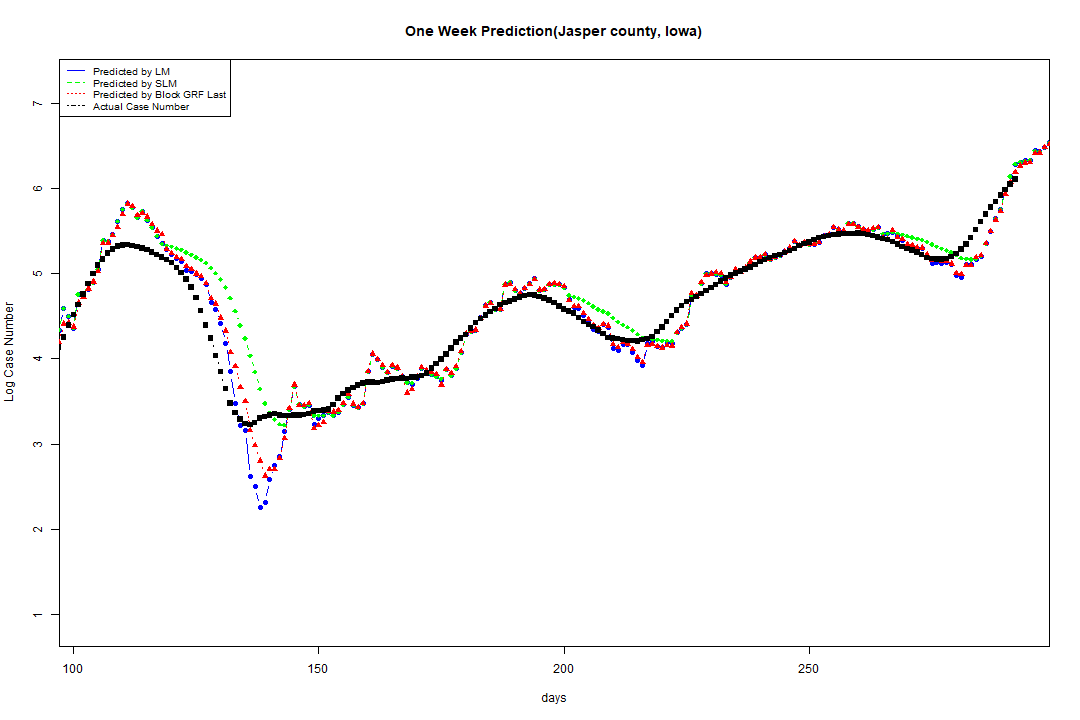 One Week Prediction(Jasper county, Iowa)
Predicted by LM
Predicted by SLM
Predicted by Block GRF Last
Actual Case Number
7
6
5
4
3
2
1
Log Case Number
100 150 200 250
days